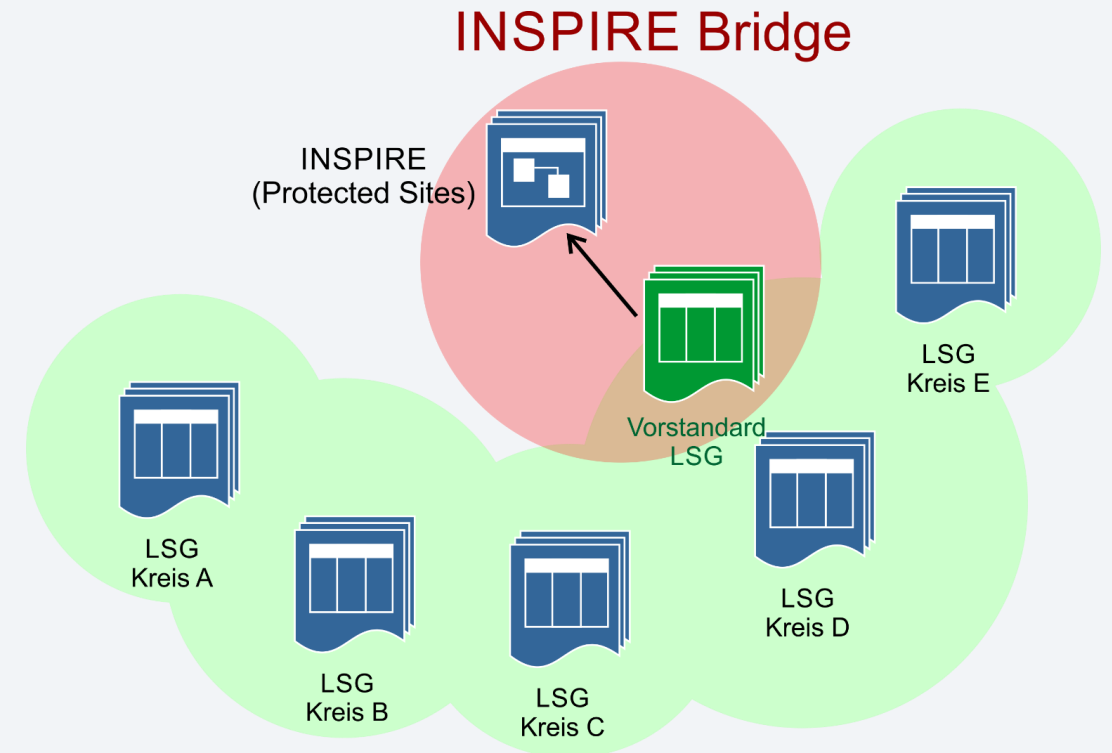 INSPIRE Bridge
INSPIRE
(Protected Sites)
LSG
Kreis E
Vorstandard
LSG
LSG
Kreis A
LSG
Kreis D
LSG
Kreis B
LSG
Kreis C